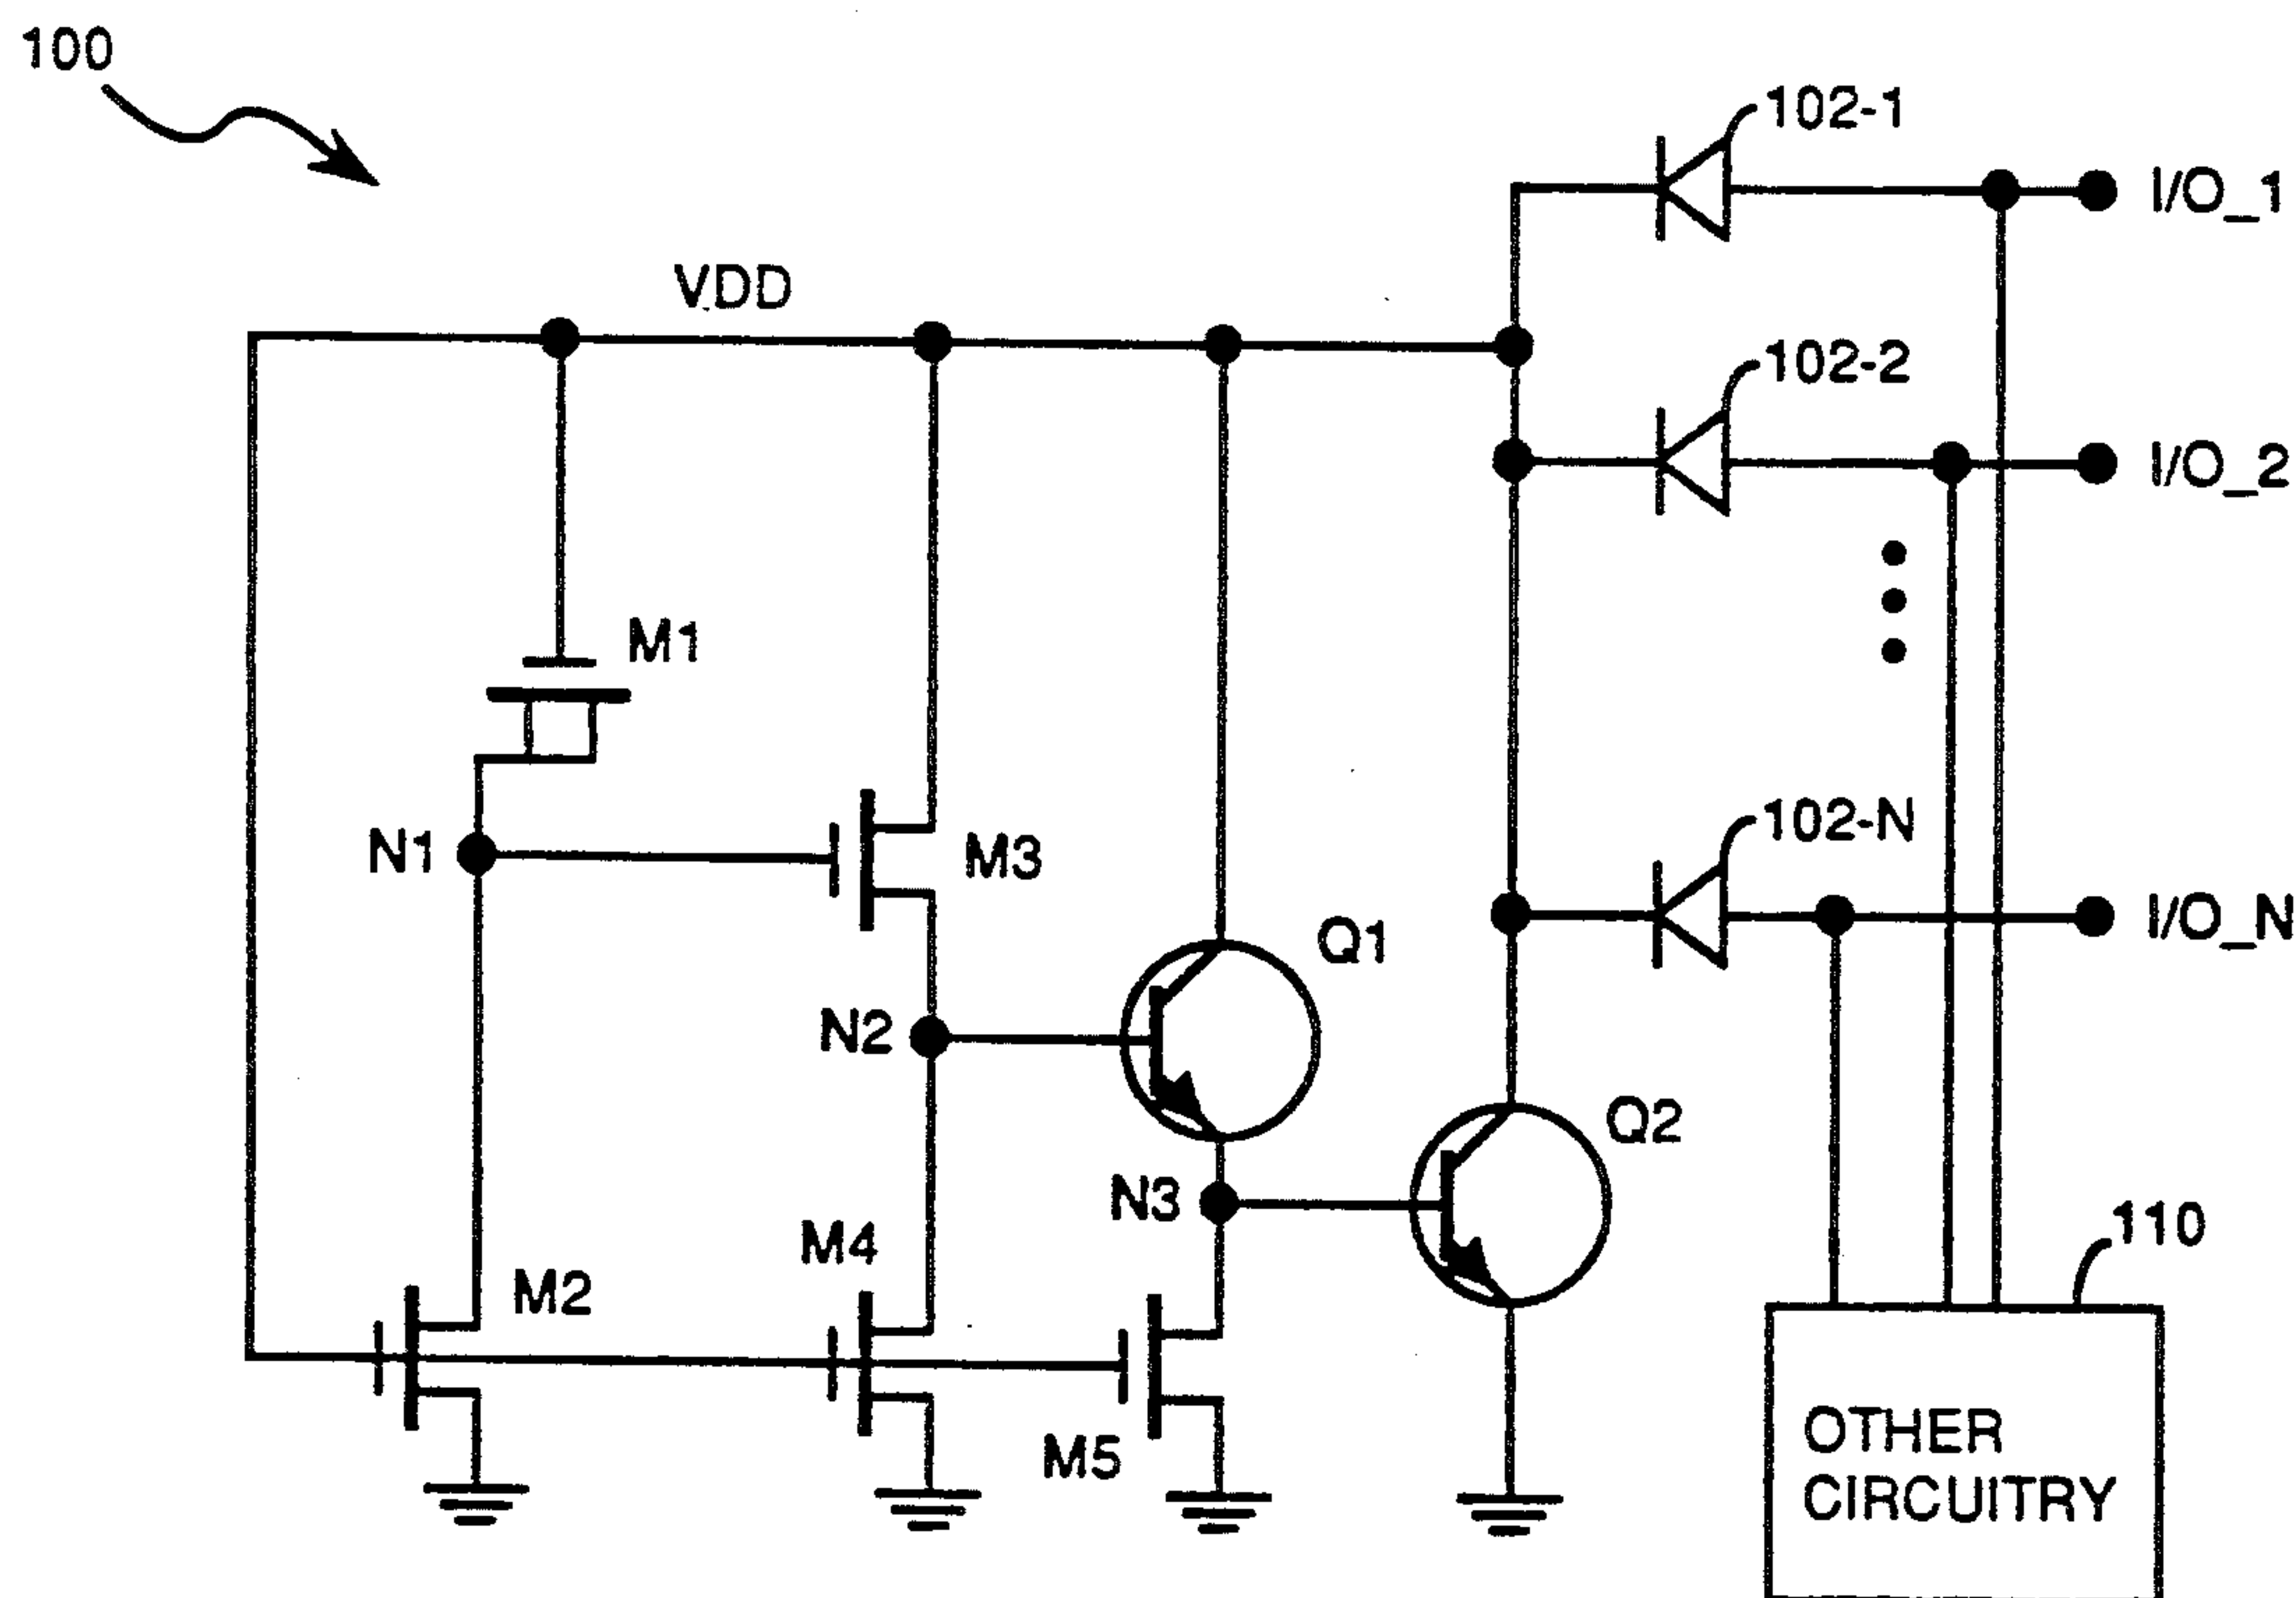 100
102-1
I/O_1
VDD
102-2
I/O_2
M1
102-N
N1
M3
I/O_N
Q1
N2
Q2
N3
110
M4
M2
M5
OTHER
CIRCUITRY